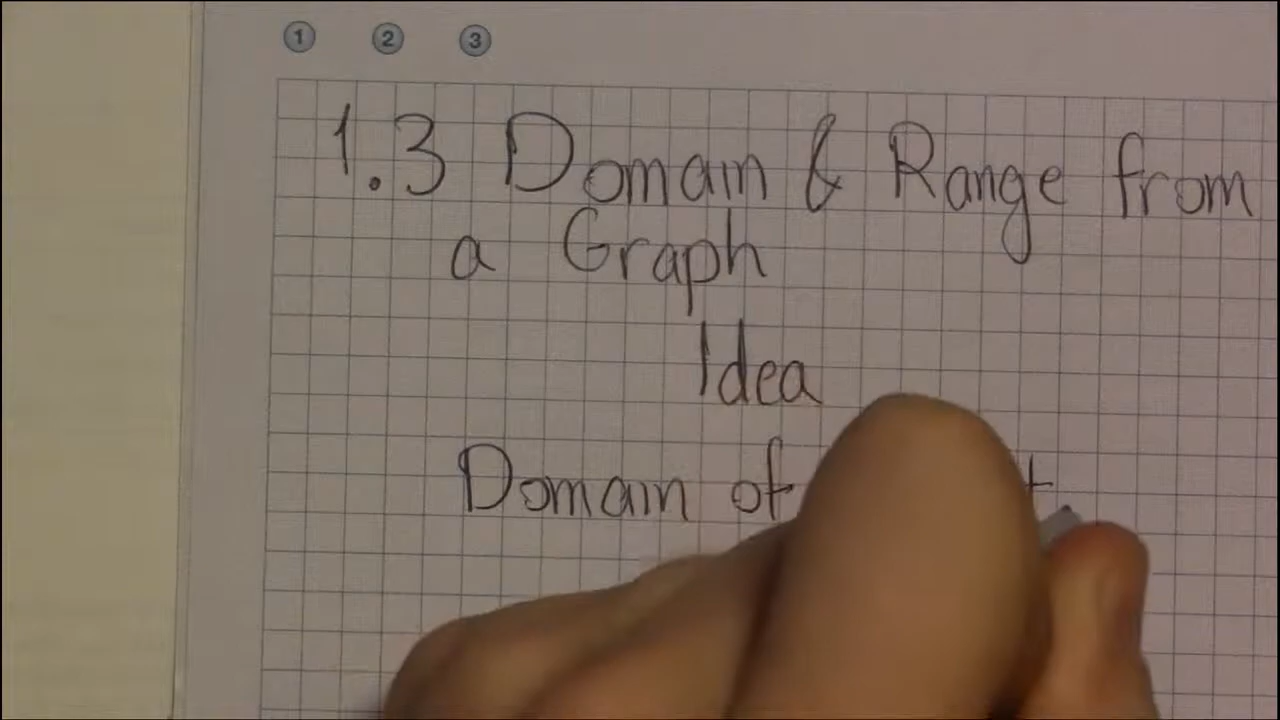 1 2 3
1.3 Domain & Range from
a Graph
Idea
Domain of